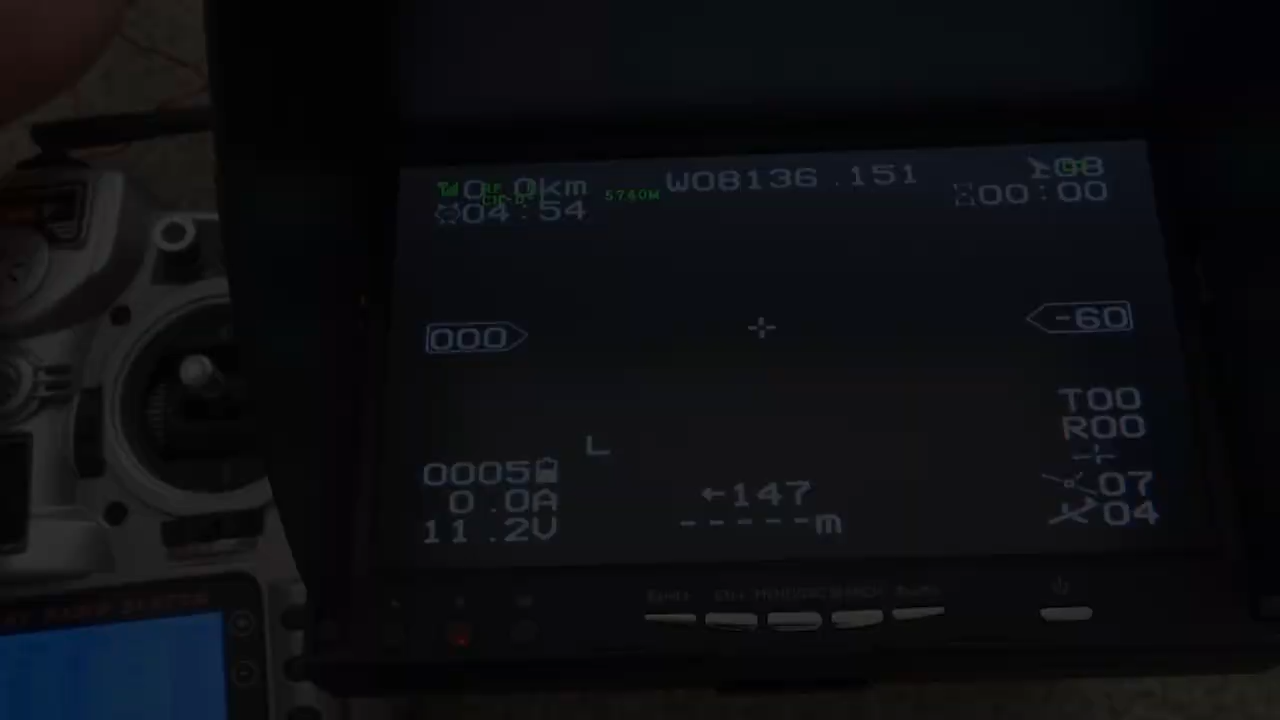 0.0km 5740M W08136.151 08
04:54 00:00
000 -60
T00
R00
L
0005
0.0A ←147 07
11.2V -----m 04